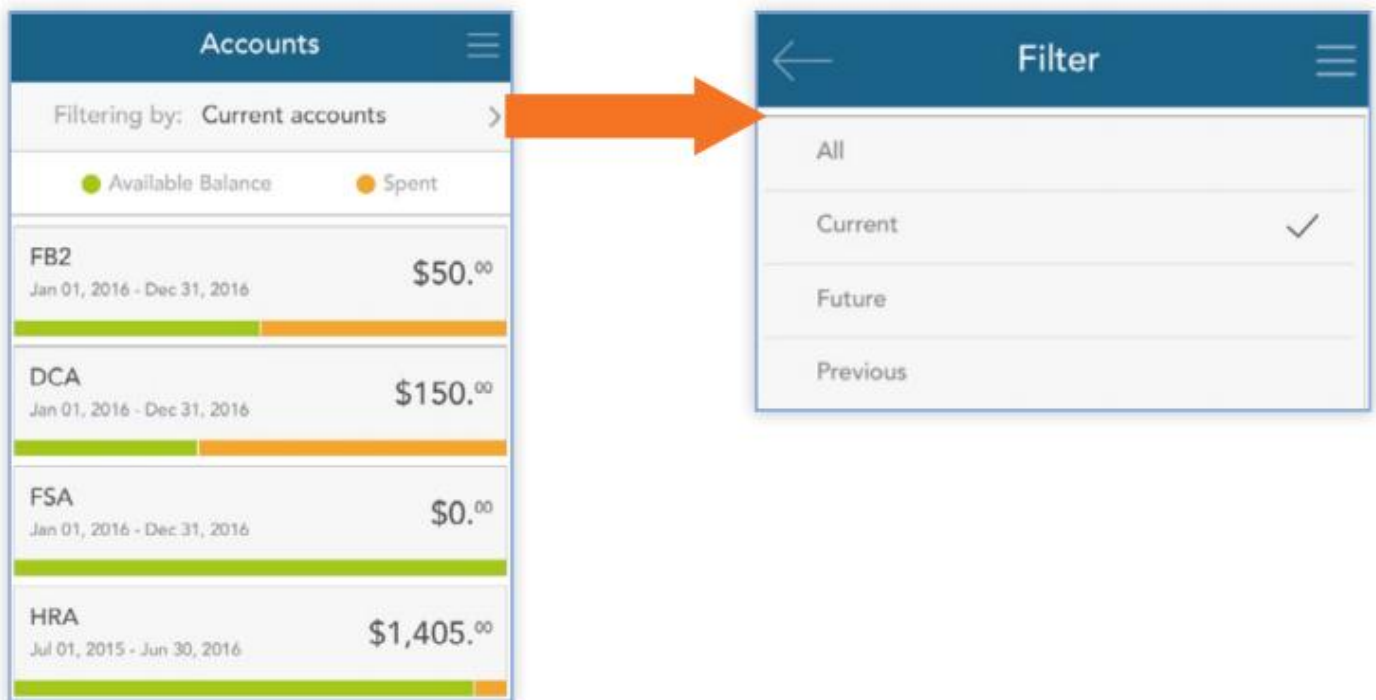 Accounts
Filtering by: Current accounts
Available Balance Spent
FB2
$50.00
Jan 01, 2016 - Dec 31, 2016
DCA
$150.00
Jan 01, 2016 - Dec 31, 2016
FSA
$0.00
Jan 01, 2016 - Dec 31, 2016
HRA
$1,405.00
Jul 01, 2015 - Jun 30, 2016
Filter
All
Current
Future
Previous